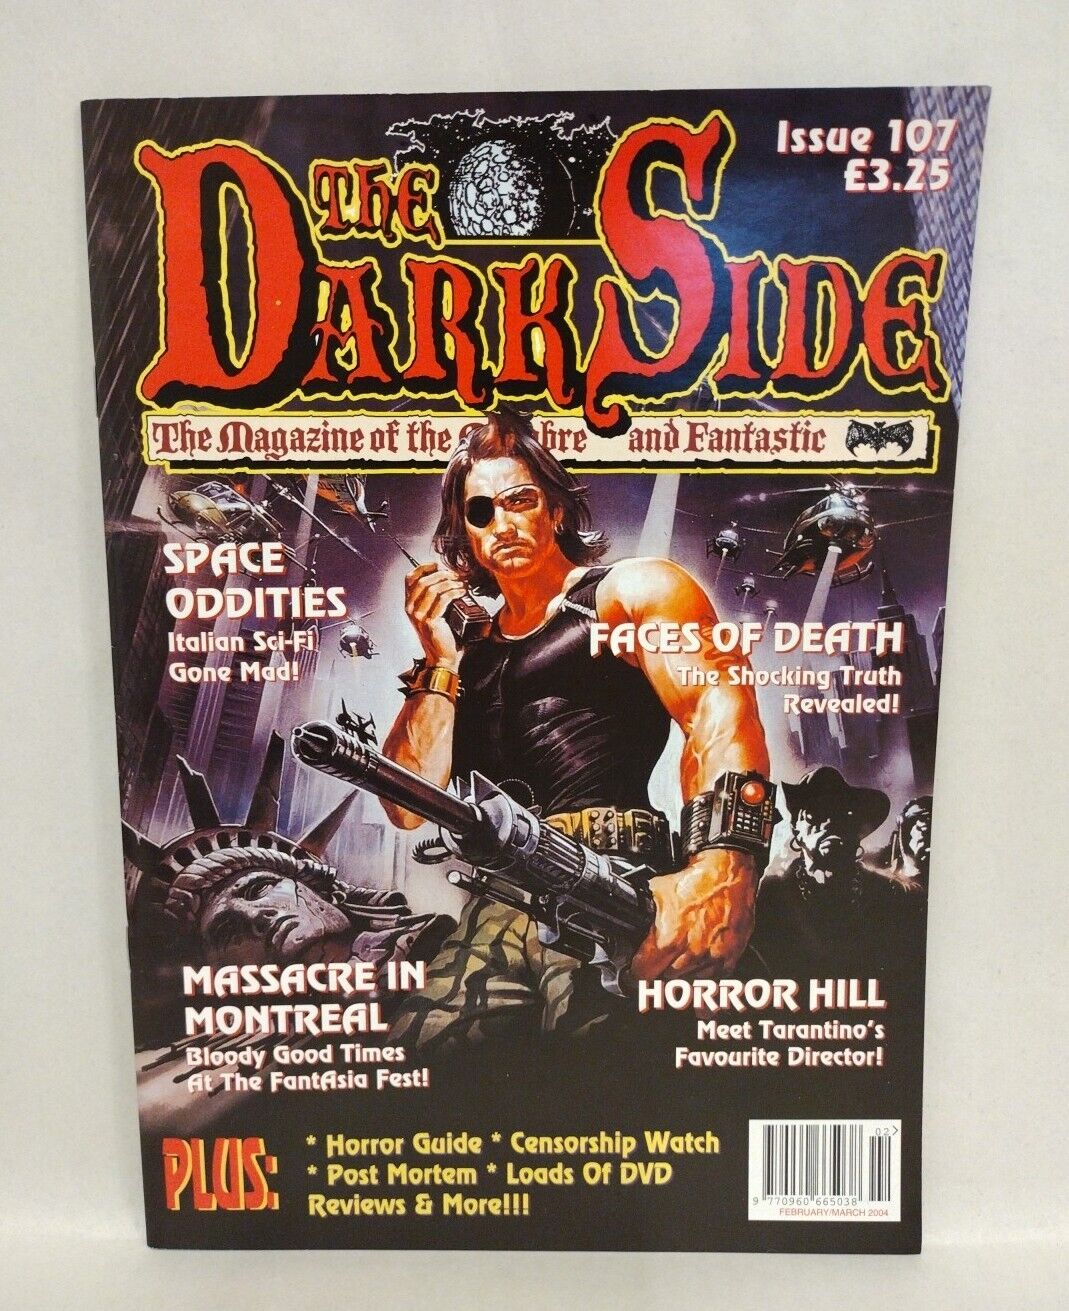 Issue 107
£3.25
The
Dark Side
The Magazine of the and Fantastic
SPACE
ODDITIES
Italian Sci-Fi
Gone Mad!
FACES OF DEATH
The Shocking Truth
Revealed!
MASSACRE IN
MONTREAL
Bloody Good Times
At The FantAsia Fest!
HORROR HILL
Meet Tarantino's
Favourite Director!
PLUS:
* Horror Guide * Censorship Watch
* Post Mortem * Loads Of DVD
Reviews & More!!!
02>
9 770960 665038
FEBRUARY/MARCH 2004